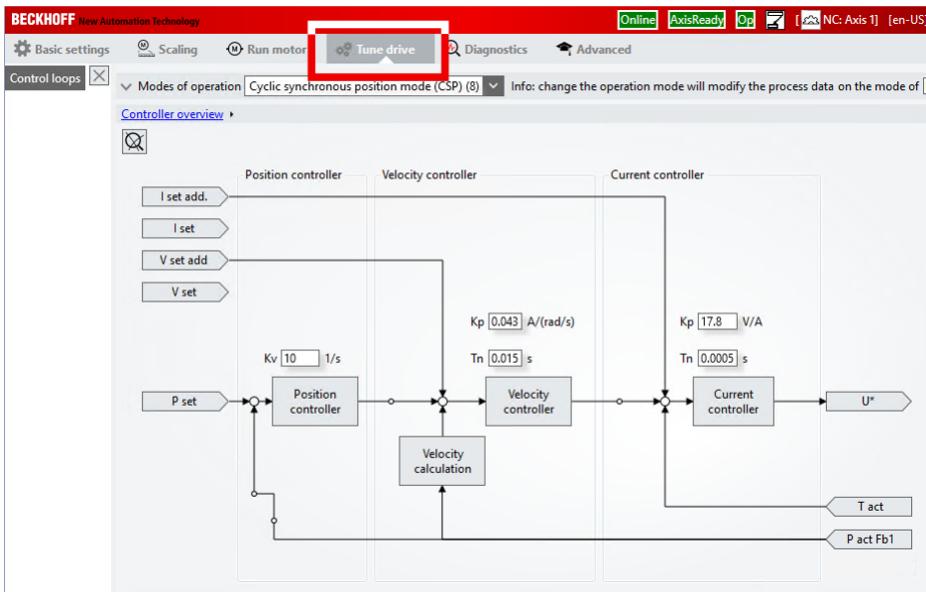 BECKHOFF New Automation Technology
Online AxisReady Op [ NC: Axis 1] [en-US]
Basic settings Scaling Run motor Tune drive Diagnostics Advanced
Control loops
Modes of operation Cyclic synchronous position mode (CSP) (8) Info: change the operation mode will modify the process data on the mode of
Controller overview
Position controller Velocity controller Current controller
I set add.
I set
V set add
V set
Kp 0.043 A/(rad/s) Kp 17.8 V/A
Kv 10 1/s Tn 0.015 s Tn 0.0005 s
P set Position controller Velocity controller Current controller U*
Velocity
calculation
T act
P act Fb1